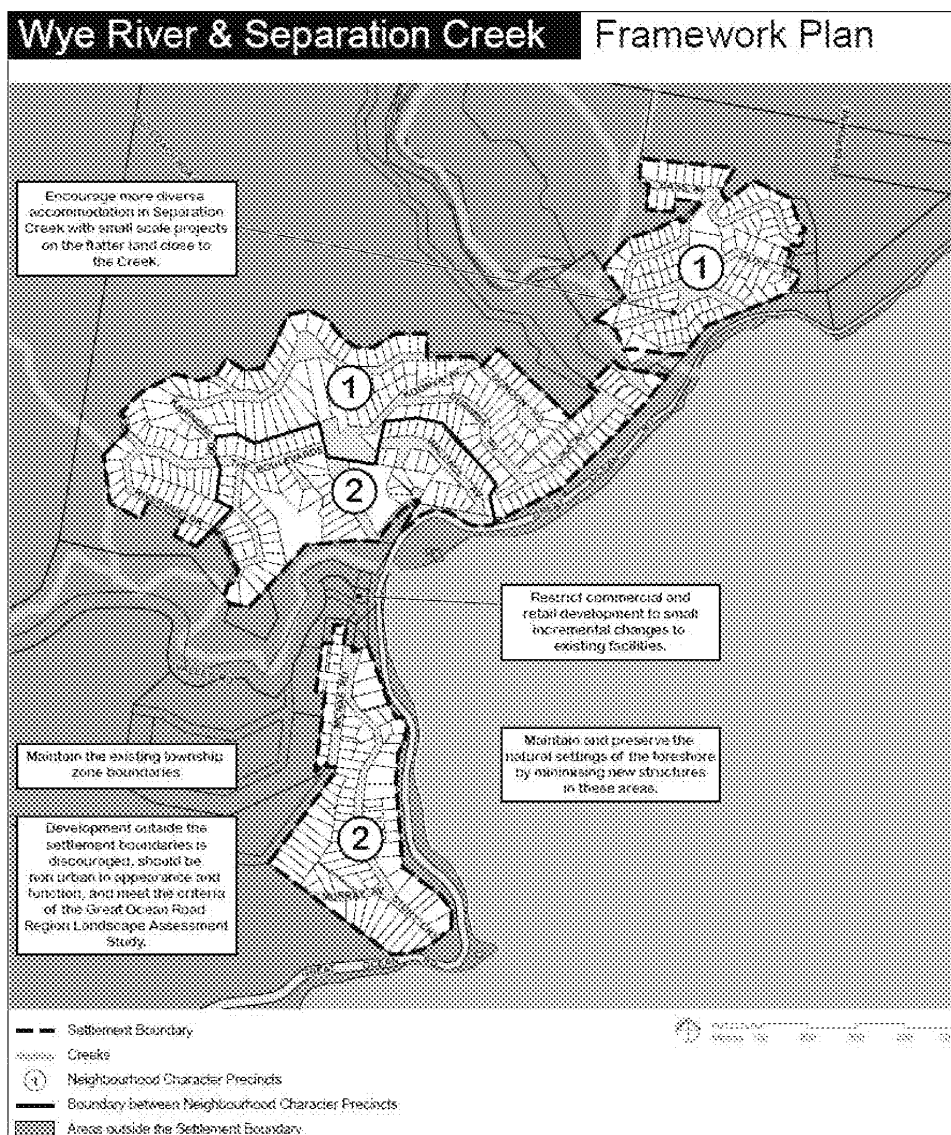 Wye River & Separation Creek Framework Plan
Encourage more diverse
accommodation in Separation
Creek with small scale projects
on the flatter land close to
the Creek.
1
1
2
Restrict commercial and
retail development to small
incremental changes to
existing facilities.
Maintain the existing township
zone boundaries
Maintain and preserve the
natural settings of the foreshore
by minimising new structures
in these areas.
Development outside the
settlement boundaries is
discouraged, should be
non urban in appearance and
function, and meet the criteria
of the Great Ocean Road
Region Landscape Assessment
Study.
2
Settlement Boundary
Creeks
Neighbourhood Character Precincts
Boundary between Neighbourhood Character Precincts
Areas outside the Settlement Boundary